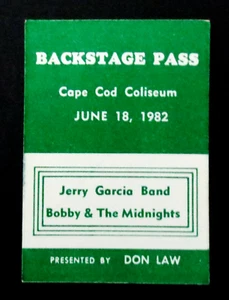 BACKSTAGE PASS
Cape Cod Coliseum
JUNE 18, 1982
Jerry Garcia Band
Bobby & The Midnights
PRESENTED BY DON LAW